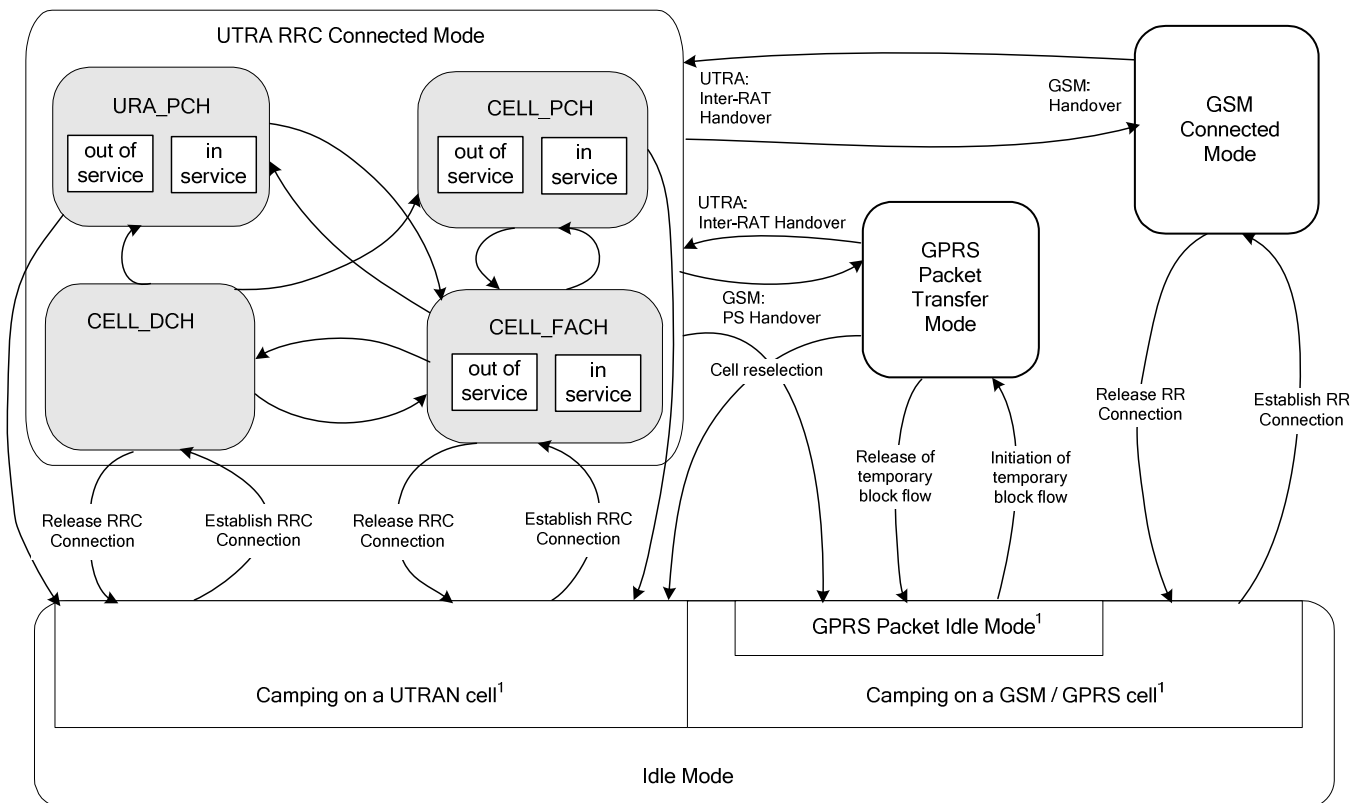 UTRA RRC Connected Mode
URA_PCH
out of
service
in
service
CELL_PCH
out of
service
in
service
CELL_DCH
CELL_FACH
out of
service
in
service
UTRA:
Inter-RAT
Handover
GSM:
Handover
GSM
Connected
Mode
UTRA:
Inter-RAT Handover
GPRS
Packet
Transfer
Mode
GSM:
PS Handover
Cell reselection
Release RR
Connection
Establish RR
Connection
Release of
temporary
block flow
Initiation of
temporary
block flow
Release RRC
Connection
Establish RRC
Connection
Release RRC
Connection
Establish RRC
Connection
GPRS Packet Idle Mode¹
Camping on a UTRAN cell¹
Camping on a GSM / GPRS cell¹
Idle Mode